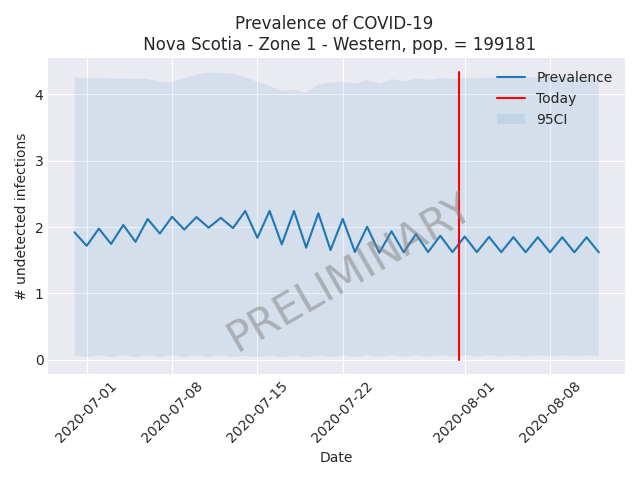 Prevalence of COVID-19
Nova Scotia - Zone 1 - Western, pop. = 199181
Prevalence
Today
95CI
# undetected infections
4
3
2
1
0
PRELIMINARY
2020-07-01
2020-07-08
2020-07-15
2020-07-22
2020-08-01
2020-08-08
Date